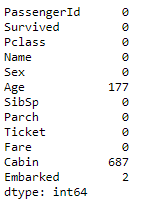 PassengerId 0
Survived 0
Pclass 0
Name 0
Sex 0
Age 177
SibSp 0
Parch 0
Ticket 0
Fare 0
Cabin 687
Embarked 2
dtype: int64